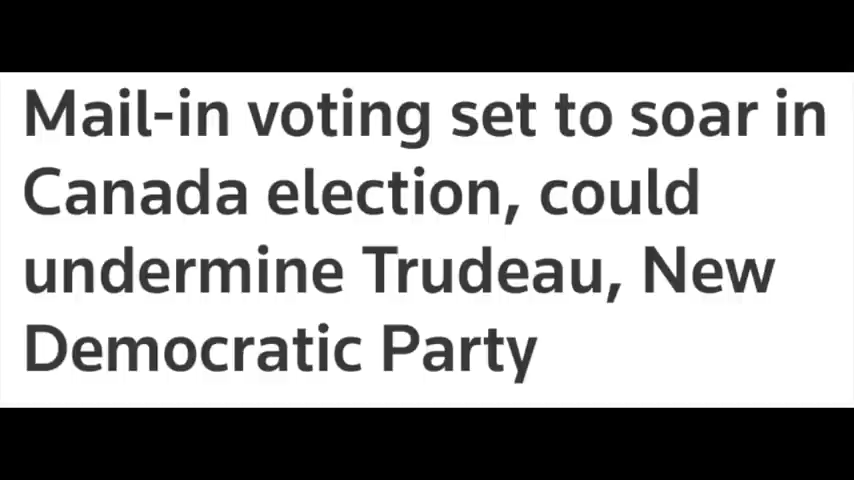 Mail-in voting set to soar in
Canada election, could
undermine Trudeau, New
Democratic Party